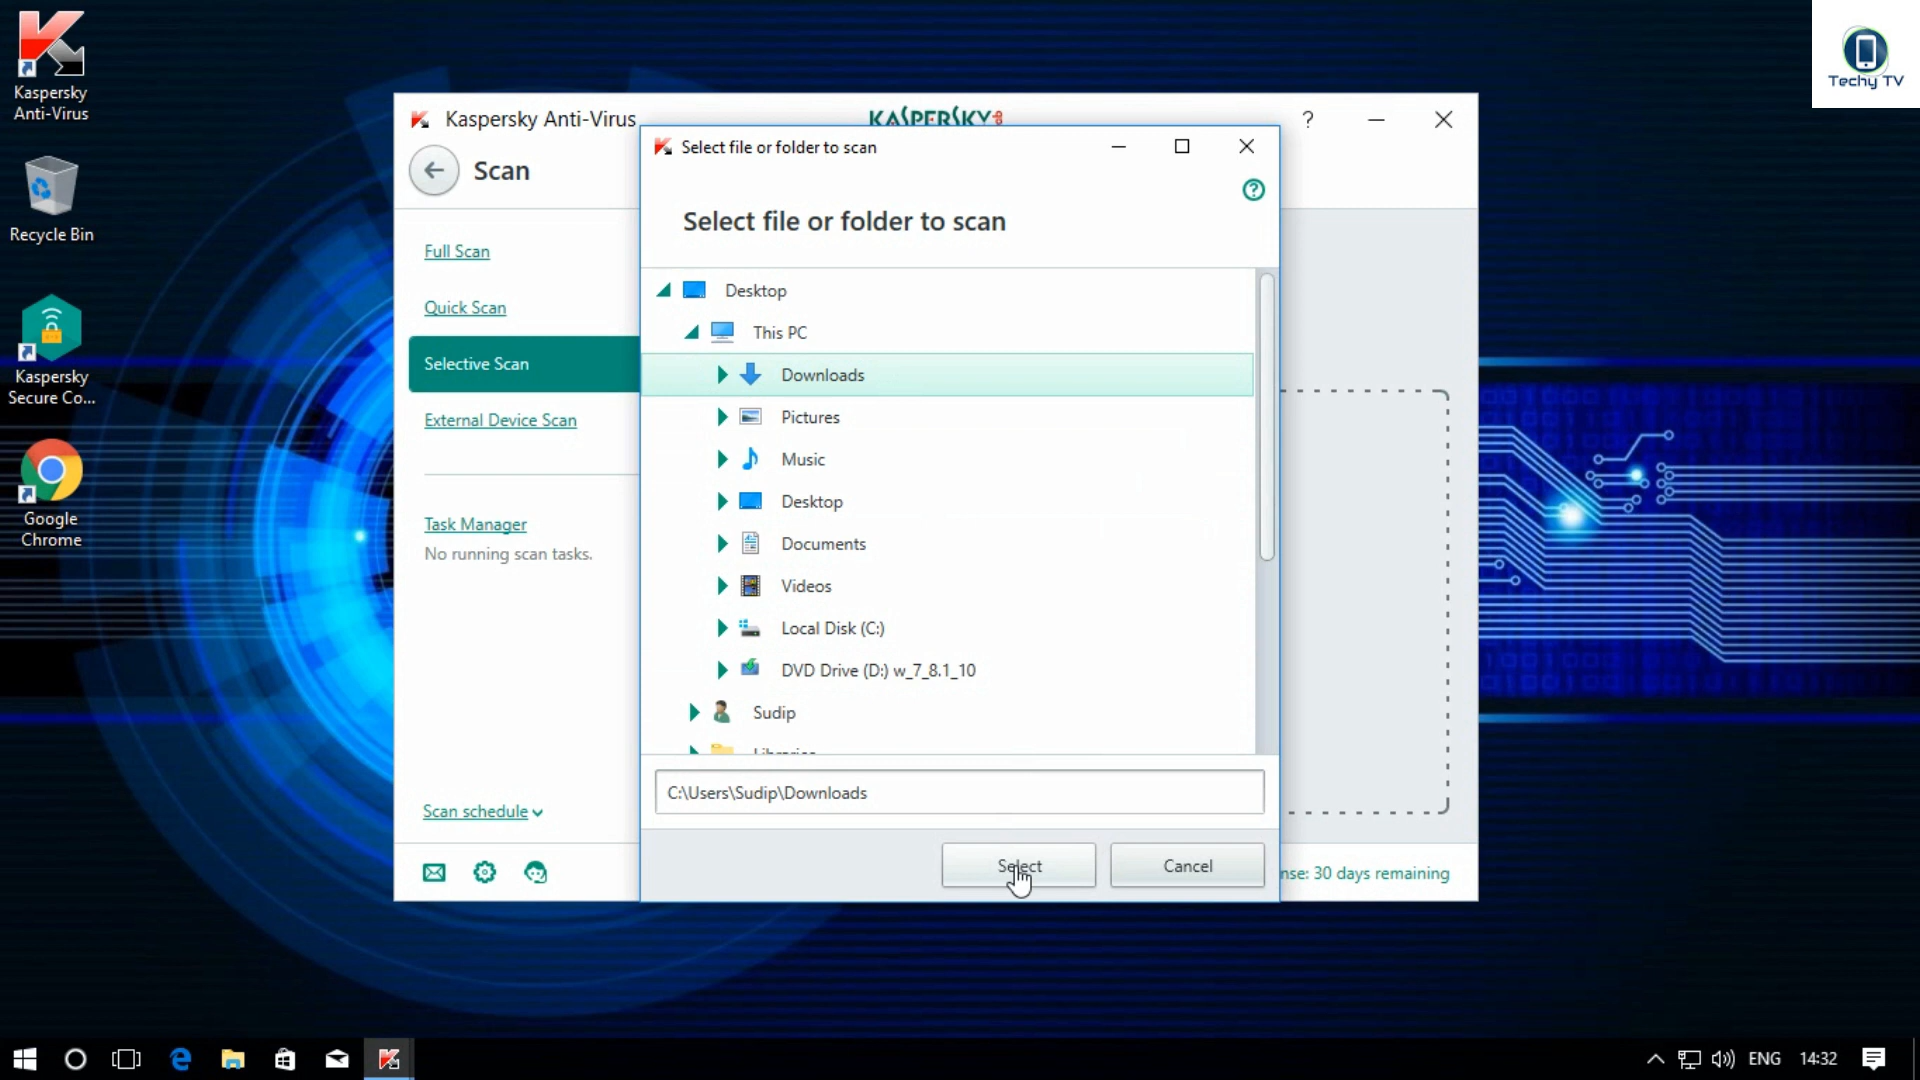 Kaspersky
Anti-Virus
Recycle Bin
Kaspersky
Secure Co...
Google
Chrome
Techy TV
Kaspersky Anti-Virus
KASPERSKY
?
Scan
Full Scan
Quick Scan
Selective Scan
External Device Scan
Task Manager
No running scan tasks.
Scan schedule
nse: 30 days remaining
Select file or folder to scan
?
Select file or folder to scan
Desktop
This PC
Downloads
Pictures
Music
Desktop
Documents
Videos
Local Disk (C:)
DVD Drive (D:) w_7_8.1_10
Sudip
Libraries
C:\Users\Sudip\Downloads
Select
Cancel
ENG
14:32